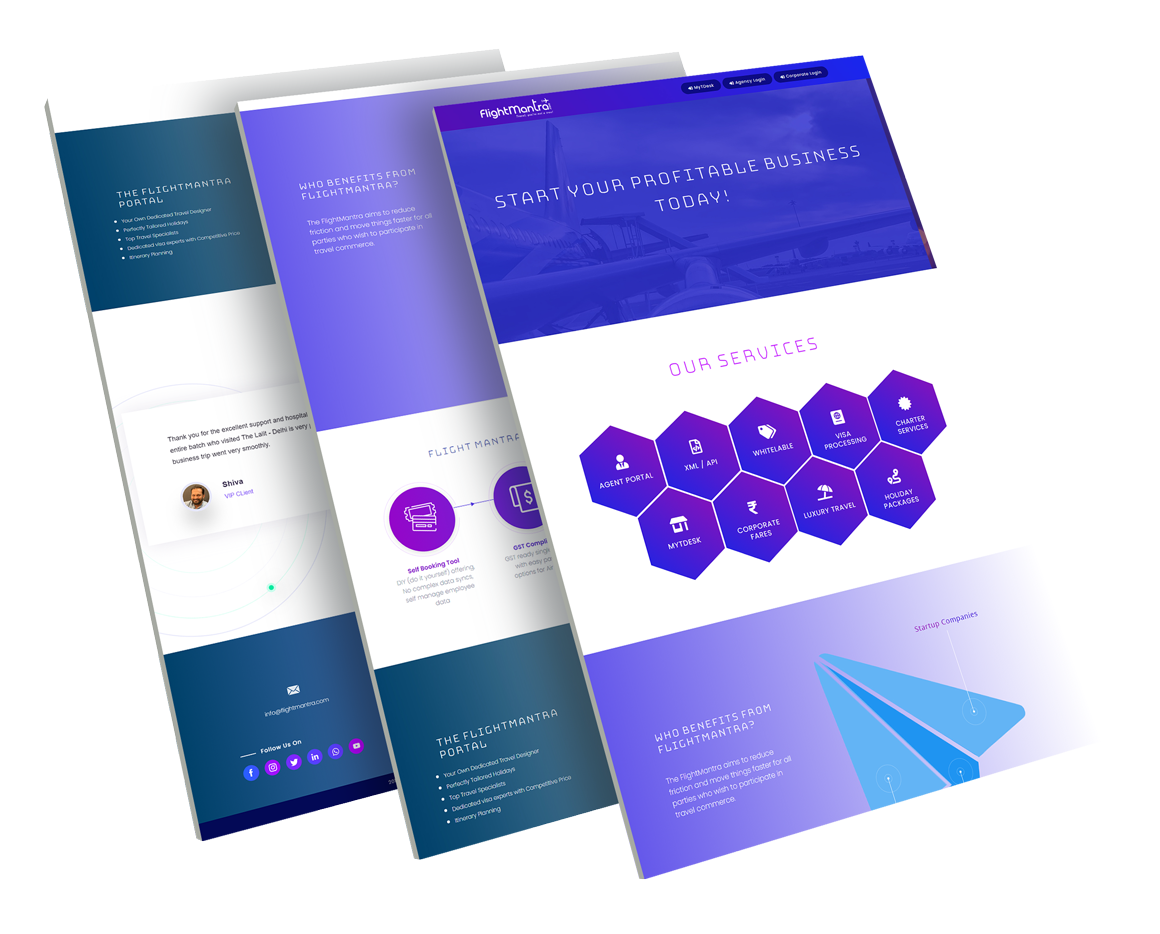 THE FLIGHTMANTRA
PORTAL
Your Own Dedicated Travel Designer
Perfectly Tailored Holidays
Top Travel Specialists
Dedicated visa experts with Competitive Price
Itinerary Planning
Thank you for the excellent support and hospital
entire batch who visited The Lalit - Delhi is very
business trip went very smoothly.
Shiva
VIP CLient
info@flightmantra.com
Follow Us On
WHO BENEFITS FROM
FLIGHTMANTRA?
The FlightMantra aims to reduce
friction and move things faster for all
parties who wish to participate in
travel commerce.
FLIGHT MANTRA
Self Booking Tool
DIY (do it yourself) offering
No complex data syncs,
self manage employee
data
GST Compli
GST ready singl
with easy pa
options for
THE FLIGHTMANTRA
PORTAL
Your Own Dedicated Travel Designer
Perfectly Tailored Holidays
Top Travel Specialists
Dedicated visa experts with Competitive Price
Itinerary Planning
FlightMantra
MyTDesk
Agency Login
Corporate Login
START YOUR PROFITABLE BUSINESS
TODAY!
OUR SERVICES
AGENT PORTAL
XML / API
WHITELABLE
VISA
PROCESSING
CHARTER
SERVICES
MYTDESK
CORPORATE
FARES
LUXURY TRAVEL
HOLIDAY
PACKAGES
WHO BENEFITS FROM
FLIGHTMANTRA?
The FlightMantra aims to reduce
friction and move things faster for all
parties who wish to participate in
travel commerce.
Startup Companies